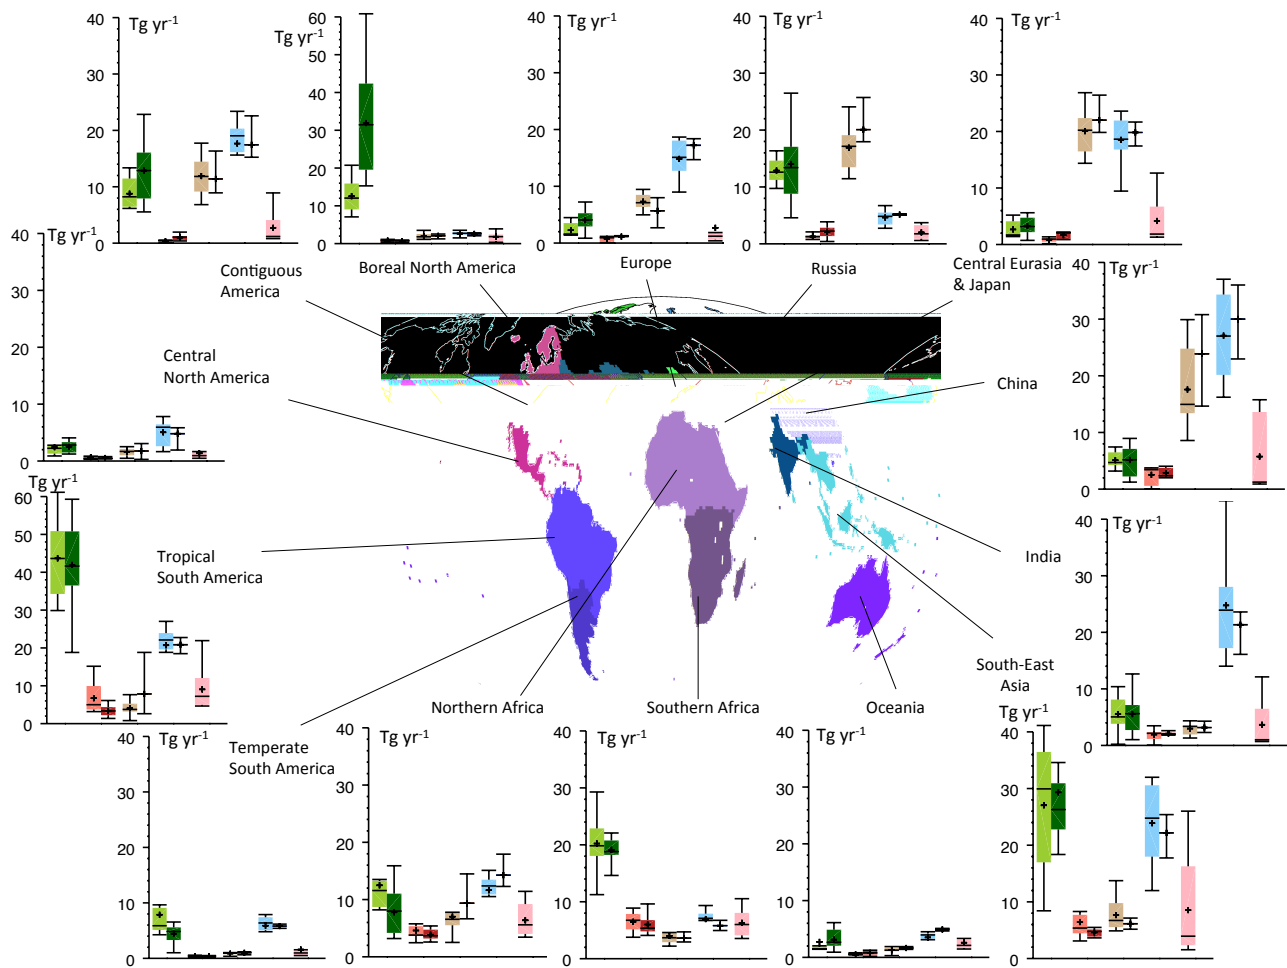 Tg yr-1
40
30
20
10
0
Tg yr-1
60
50
40
30
20
10
0
40
30
20
10
0
Tg yr-1
40
30
20
10
0
Tg yr-1
40
30
20
10
0
Tg yr-1
Contiguous
America
Boreal North America
Europe
Russia
Central Eurasia
& Japan
Tg yr-1
40
30
20
10
0
Central
North America
China
40
30
20
10
0
Tg yr-1
50
40
30
20
10
0
Tropical
South America
India
Tg yr-1
40
30
20
10
0
South-East
Asia
Northern Africa
Southern Africa
Oceania
Temperate
South America
Tg yr-1
40
30
20
10
0
Tg yr-1
40
30
20
10
0
Tg yr-1
40
30
20
10
0
Tg yr-1
40
30
20
10
0
Tg yr-1
40
30
20
10
0